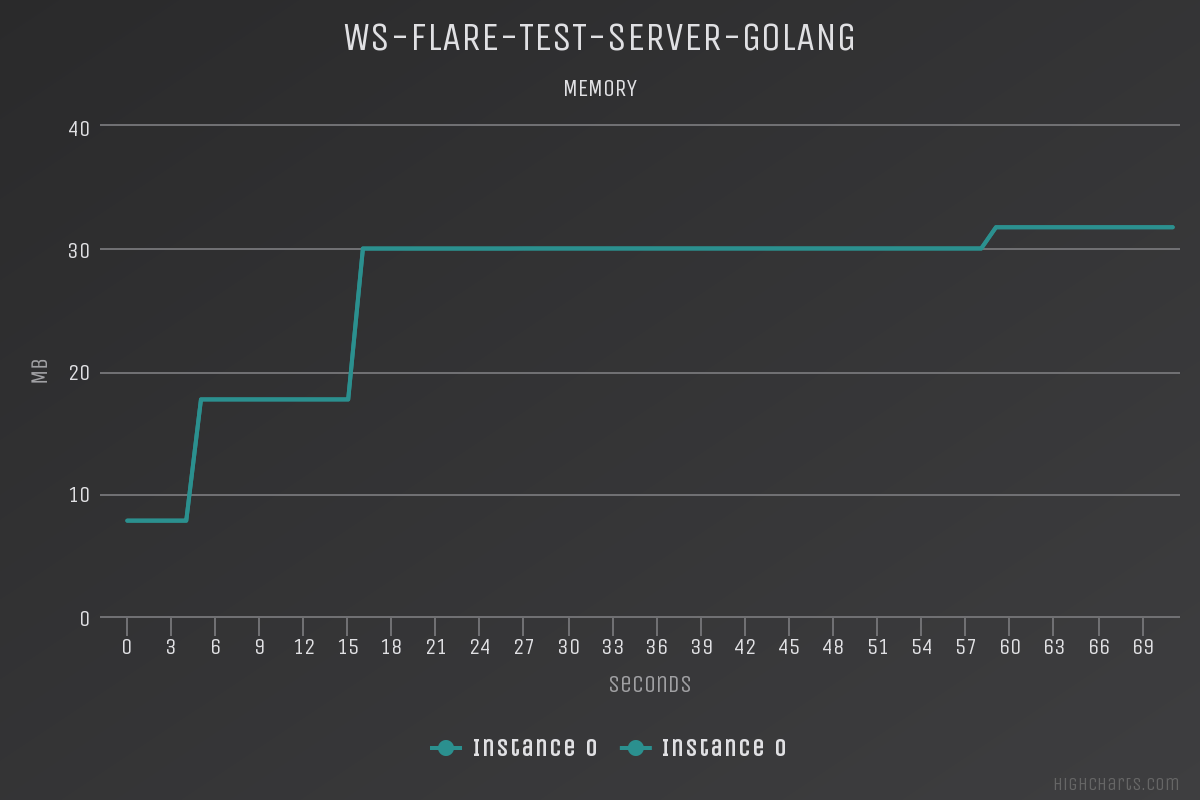 WS-FLARE-TEST-SERVER-GOLANG
MEMORY
40
30
20
10
0
MB
0 3 6 9 12 15 18 21 24 27 30 33 36 39 42 45 48 51 54 57 60 63 66 69
Seconds
Instance 0 Instance 0
Highcharts.com